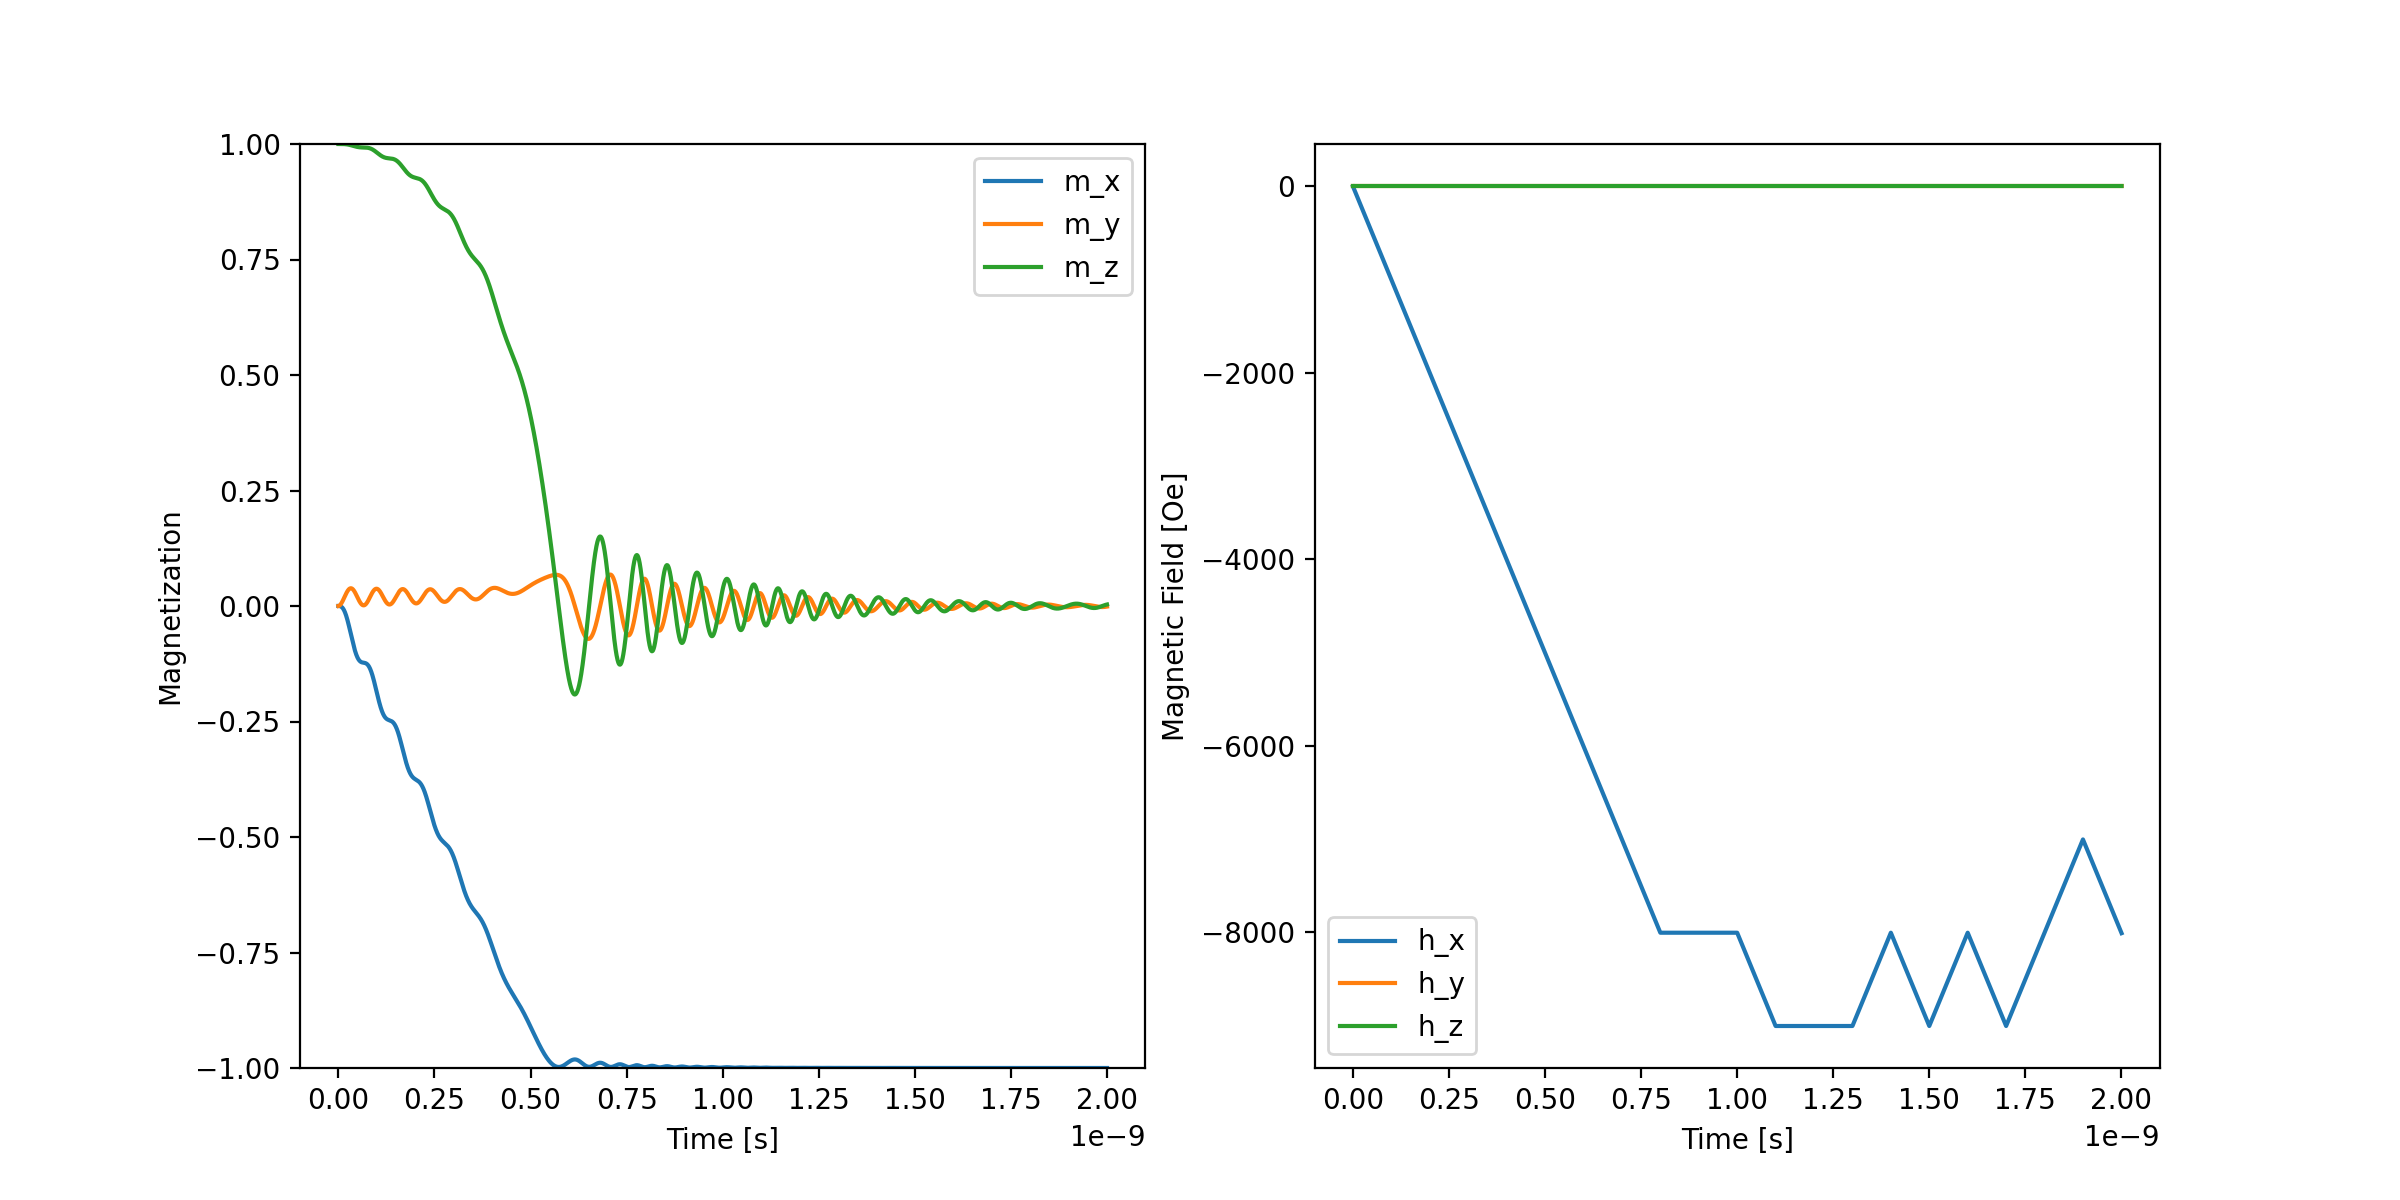 1.00
0.75
0.50
0.25
0.00
−0.25
−0.50
−0.75
−1.00
Magnetization
m_x
m_y
m_z
0.00 0.25 0.50 0.75 1.00 1.25 1.50 1.75 2.00
Time [s]
1e−9
0
−2000
−4000
−6000
−8000
Magnetic Field [Oe]
h_x
h_y
h_z
0.00 0.25 0.50 0.75 1.00 1.25 1.50 1.75 2.00
Time [s]
1e−9